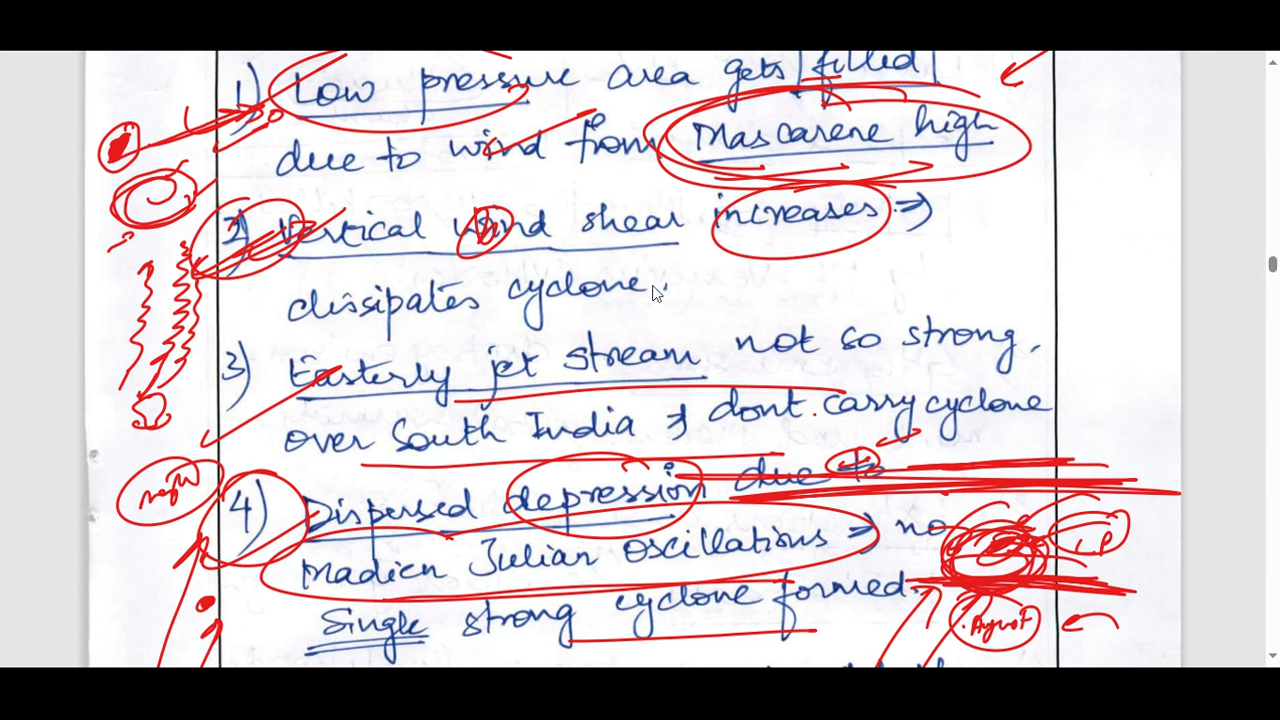 1) Low pressure area gets filled
due to wind from Mascarene high
2) Vertical wind shear increases ⇒
dissipates cyclone.
3) Easterly jet stream not so strong.
over South India ⇒ dont carry cyclone
4) Dispersed depression due to
Madien Julian Oscillations ⇒ no
LP
Single strong cyclone formed.
August